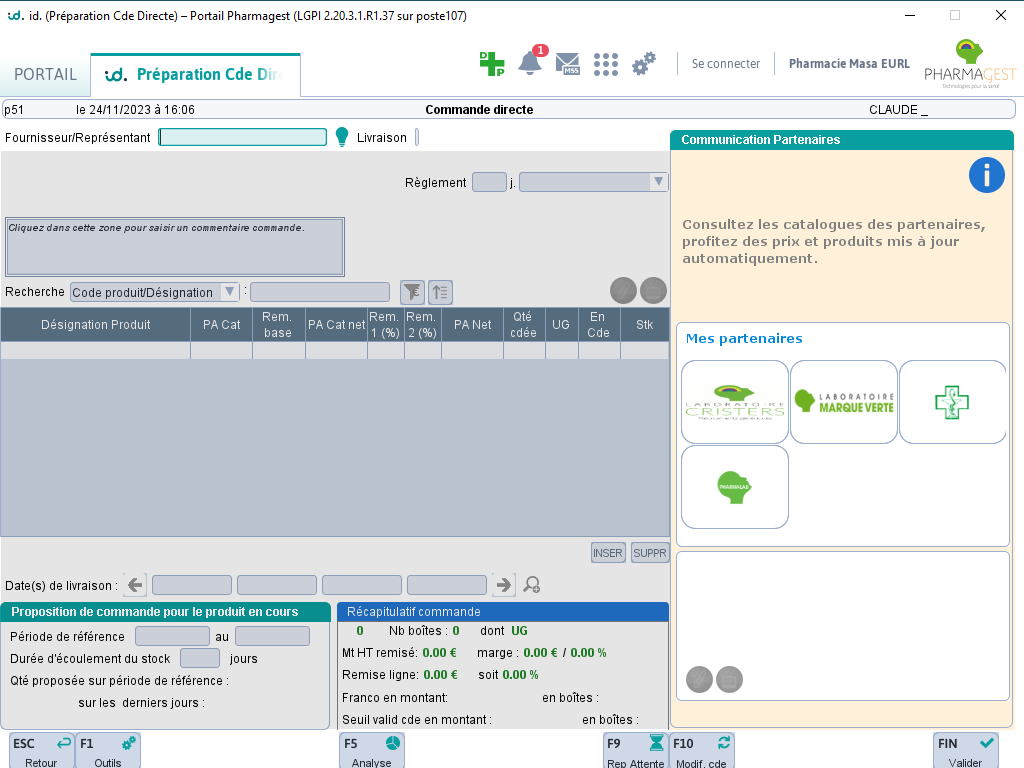 id. id. (Préparation Cde Directe) – Portail Pharmagest (LGPI 2.20.3.1.R1.37 sur poste107)
PORTAIL
id. Préparation Cde Dir
D P
1
MSS
Se connecter
Pharmacie Masa EURL
PHARMAGEST
Technologies pour la santé
p51 le 24/11/2023 à 16:06 Commande directe CLAUDE _
Fournisseur/Représentant Livraison
Règlement j.
Cliquez dans cette zone pour saisir un commentaire commande.
Recherche Code produit/Désignation :
Désignation Produit PA Cat Rem. base PA Cat net Rem. 1 (%) Rem. 2 (%) PA Net Qté cdée UG En Cde Stk
INSER SUPPR
Date(s) de livraison :
Proposition de commande pour le produit en cours
Période de référence au
Durée d'écoulement du stock jours
Qté proposée sur période de référence :
sur les derniers jours :
Récapitulatif commande
0 Nb boîtes : 0 dont UG
Mt HT remisé: 0.00 € marge : 0.00 € / 0.00 %
Remise ligne: 0.00 € soit 0.00 %
Franco en montant: en boîtes :
Seuil valid cde en montant : en boîtes :
Communication Partenaires
i
Consultez les catalogues des partenaires,
profitez des prix et produits mis à jour
automatiquement.
Mes partenaires
LABORATOIRE
CRISTERS
LABORATOIRE
MARQUE VERTE
PHARMALAB
ESC Retour
F1 Outils
F5 Analyse
F9 Rep Attente
F10 Modif. cde
FIN Valider